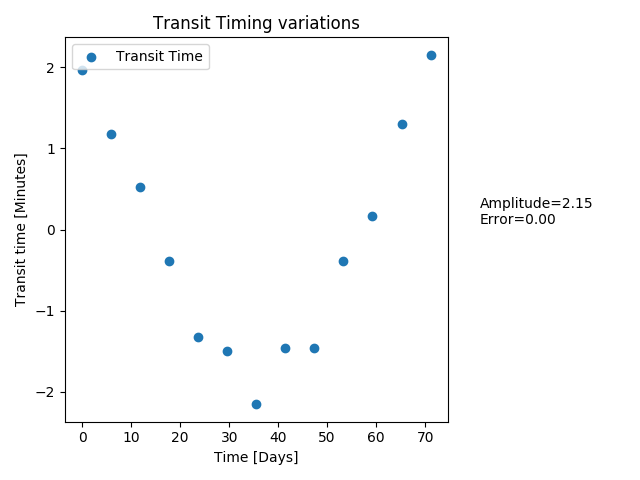 Transit Timing variations
Transit Time
2
1
0
−1
−2
Transit time [Minutes]
0 10 20 30 40 50 60 70
Time [Days]
Amplitude=2.15
Error=0.00